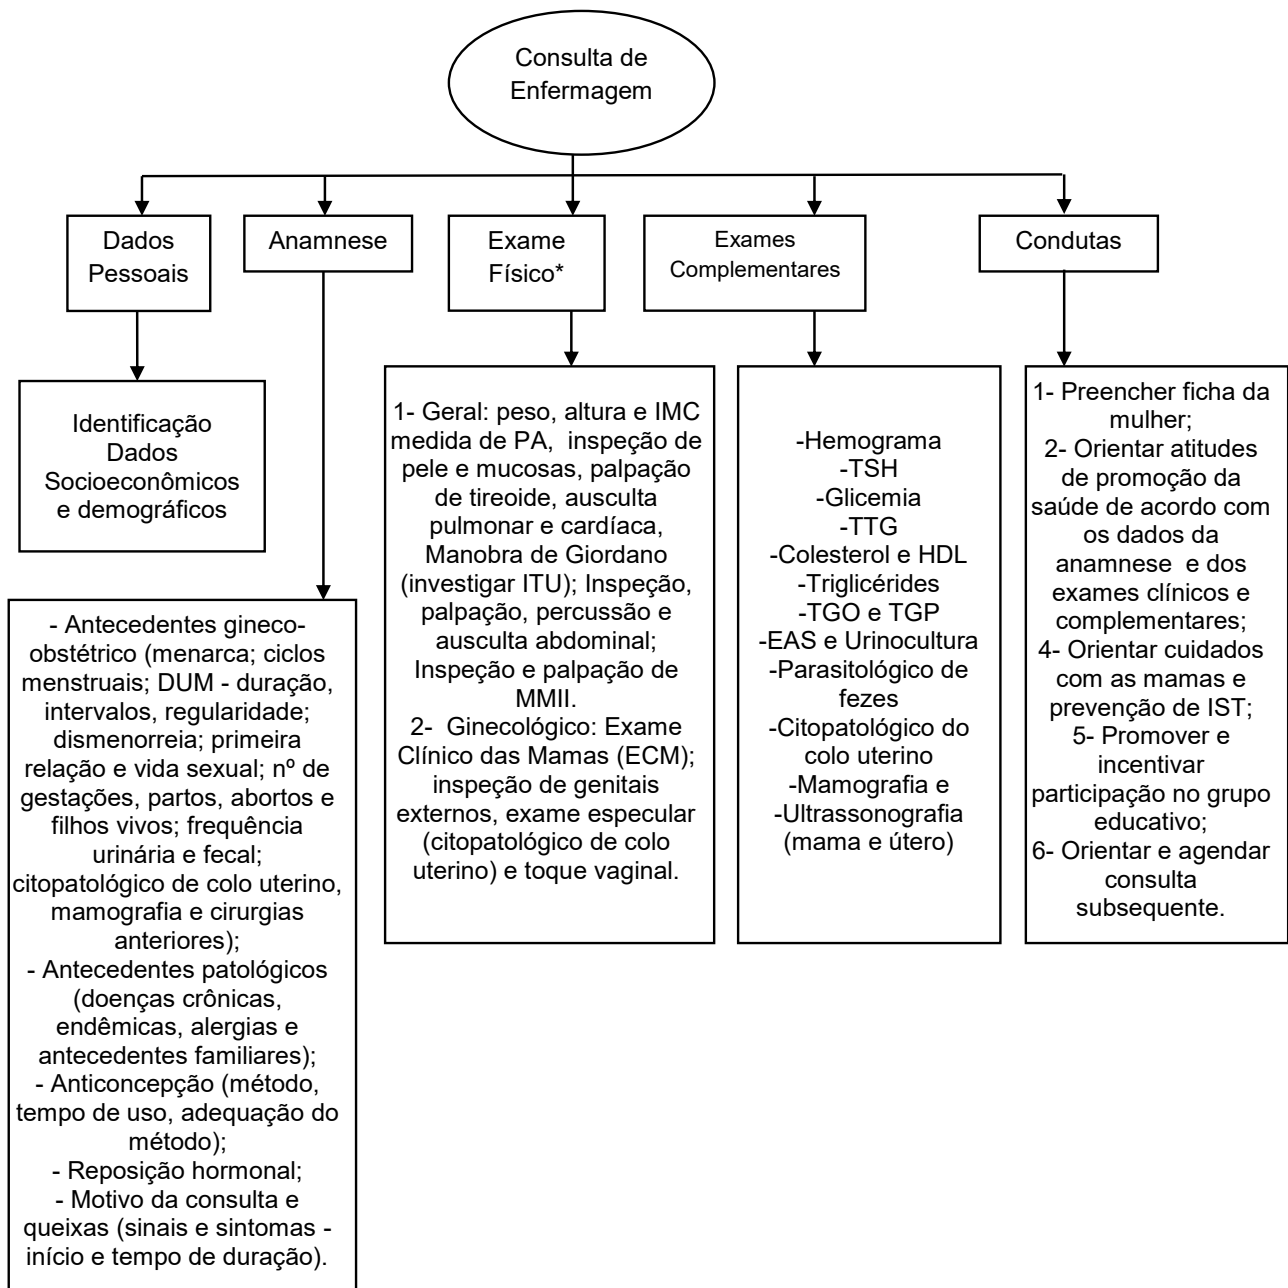 Consulta de
Enfermagem
Dados
Pessoais
Anamnese
Exame
Físico*
Exames
Complementares
Condutas
Identificação
Dados
Socioeconômicos
e demográficos
- Antecedentes gineco-
obstétrico (menarca; ciclos
menstruais; DUM - duração,
intervalos, regularidade;
dismenorreia; primeira
relação e vida sexual; nº de
gestações, partos, abortos e
filhos vivos; frequência
urinária e fecal;
citopatológico de colo uterino,
mamografia e cirurgias
anteriores);
- Antecedentes patológicos
(doenças crônicas,
endêmicas, alergias e
antecedentes familiares);
- Anticoncepção (método,
tempo de uso, adequação do
método);
- Reposição hormonal;
- Motivo da consulta e
queixas (sinais e sintomas -
início e tempo de duração).
1- Geral: peso, altura e IMC
medida de PA, inspeção de
pele e mucosas, palpação
de tireoide, ausculta
pulmonar e cardíaca,
Manobra de Giordano
(investigar ITU); Inspeção,
palpação, percussão e
ausculta abdominal;
Inspeção e palpação de
MMII.
2- Ginecológico: Exame
Clínico das Mamas (ECM);
inspeção de genitais
externos, exame especular
(citopatológico de colo
uterino) e toque vaginal.
-Hemograma
-TSH
-Glicemia
-TTG
-Colesterol e HDL
-Triglicérides
-TGO e TGP
-EAS e Urinocultura
-Parasitológico de
fezes
-Citopatológico do
colo uterino
-Mamografia e
-Ultrassonografia
(mama e útero)
1- Preencher ficha da
mulher;
2- Orientar atitudes
de promoção da
saúde de acordo com
os dados da
anamnese e dos
exames clínicos e
complementares;
4- Orientar cuidados
com as mamas e
prevenção de IST;
5- Promover e
incentivar
participação no grupo
educativo;
6- Orientar e agendar
consulta
subsequente.